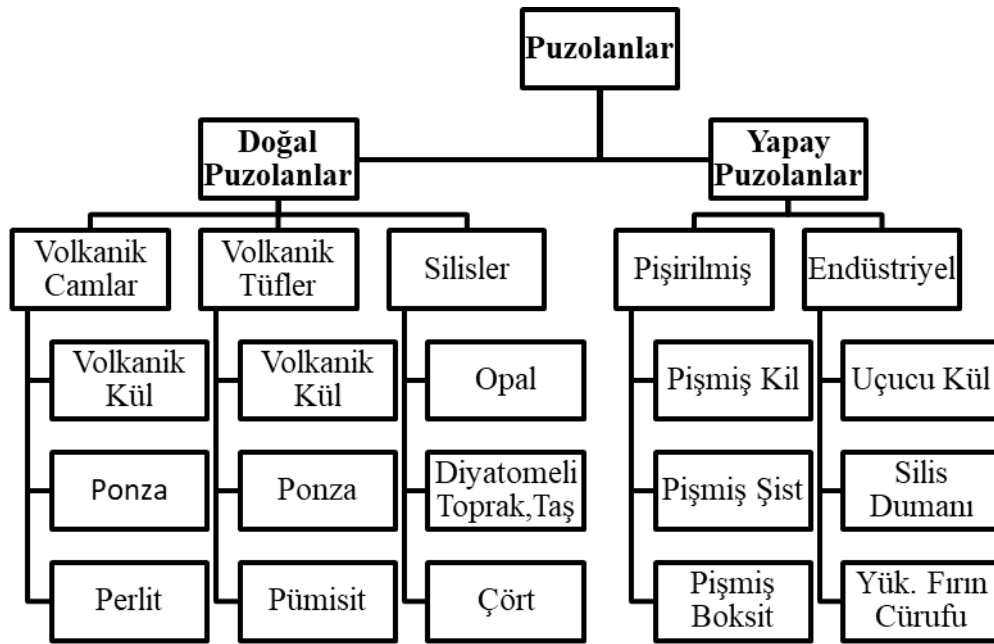 Puzolanlar
Doğal
Puzolanlar
Yapay
Puzolanlar
Volkanik
Camlar
Volkanik
Tüfler
Silisler
Pişirilmiş
Endüstriyel
Volkanik
Kül
Volkanik
Kül
Opal
Pişmiş Kil
Uçucu Kül
Ponza
Ponza
Diyatomeli
Toprak,Taş
Pişmiş Şist
Silis
Dumanı
Perlit
Pümisit
Çört
Pişmiş
Boksit
Yük. Fırın
Cürufu